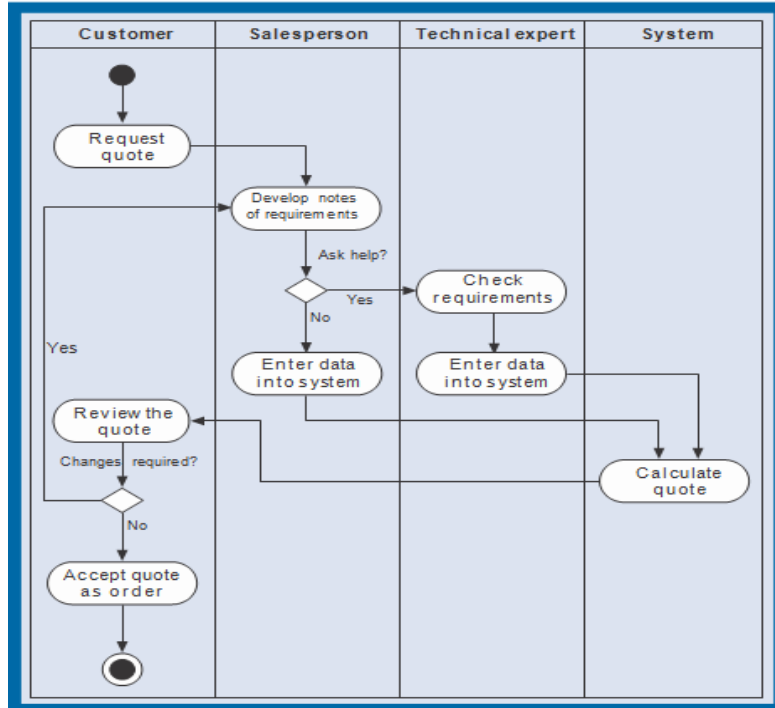 Customer
Salesperson
Technical expert
System
Request
quote
Develop notes
of requirements
Ask help?
Yes
No
Check
requirements
Enter data
into system
Enter data
into system
Yes
Review the
quote
Changes required?
Calculate
quote
No
Accept quote
as order